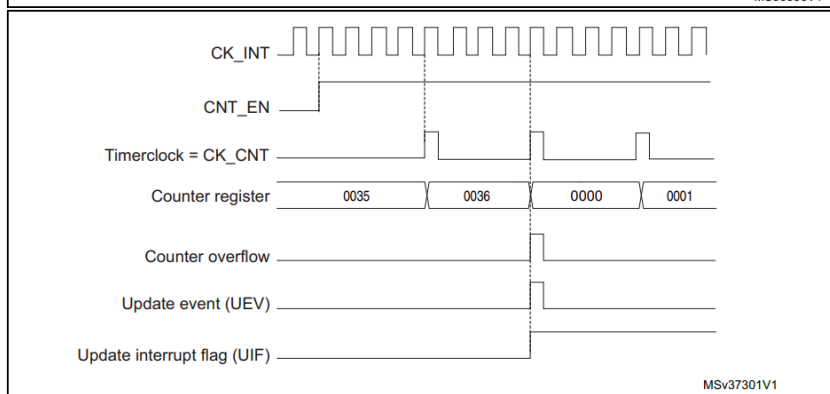 CK_INT
CNT_EN
Timerclock = CK_CNT
Counter register 0035 0036 0000 0001
Counter overflow
Update event (UEV)
Update interrupt flag (UIF)
MSv37301V1